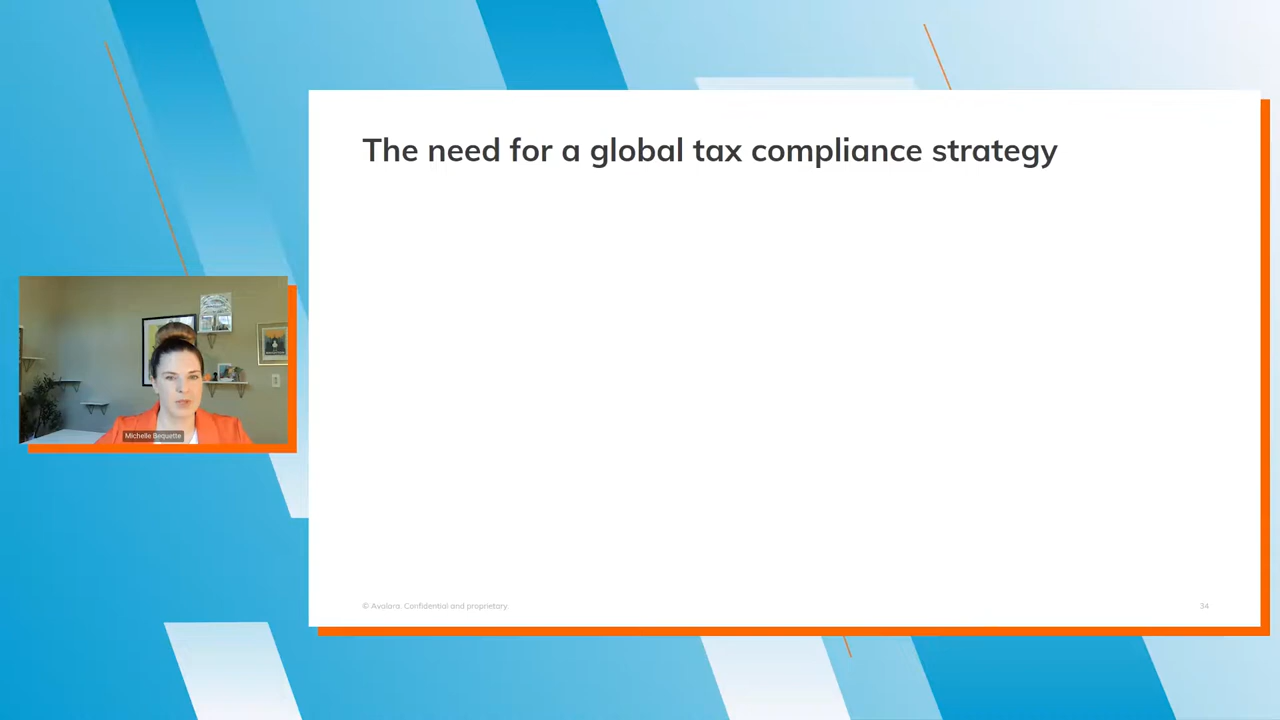 The need for a global tax compliance strategy
Michelle Bequette
© Avalara. Confidential and proprietary.
34